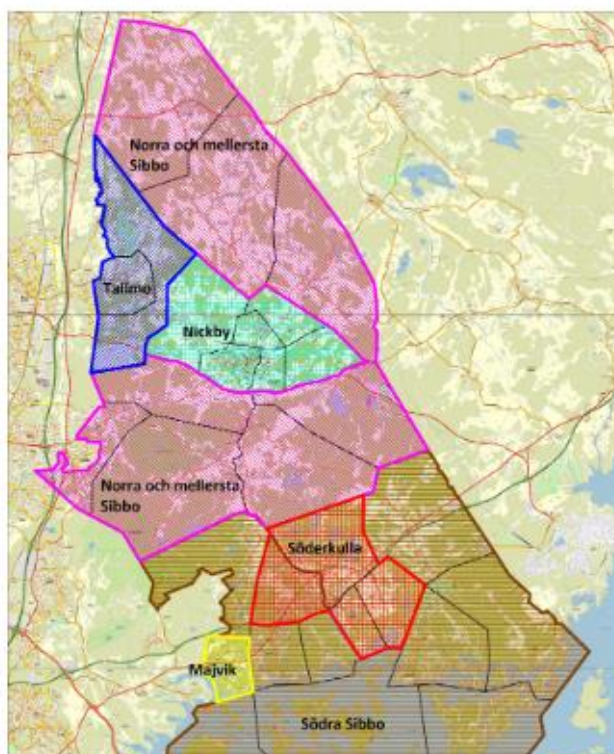 Norra och mellersta
Sibbo
Tallmo
Nickby
Norra och mellersta
Sibbo
Söderkulla
Majvik
Södra Sibbo